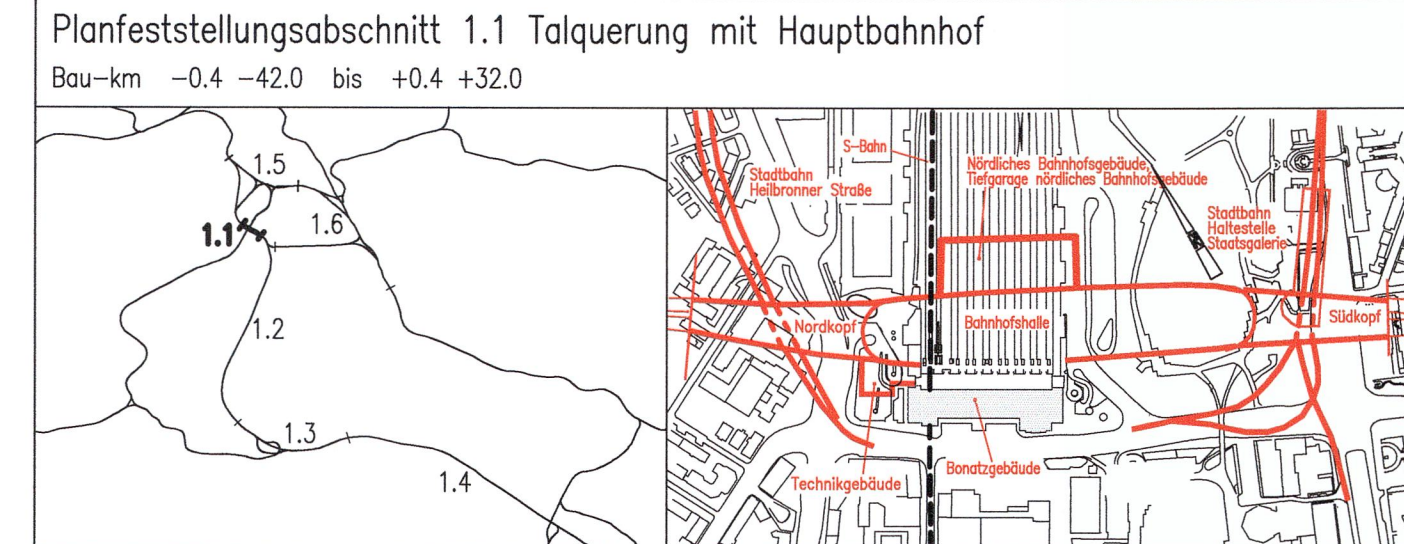 Planfeststellungsabschnitt 1.1 Talquerung mit Hauptbahnhof
Bau-km -0.4 -42.0 bis +0.4 +32.0
1.5
1.6
1.1
1.2
1.3
1.4
S-Bahn
Stadtbahn
Heilbronner Straße
Nördliches Bahnhofsgebäude,
Tiefgarage nördliches Bahnhofsgebäude
Stadtbahn
Haltestelle
Staatsgalerie
Nordkopf
Bahnhofshalle
Südkopf
Technikgebäude
Bonatzgebäude